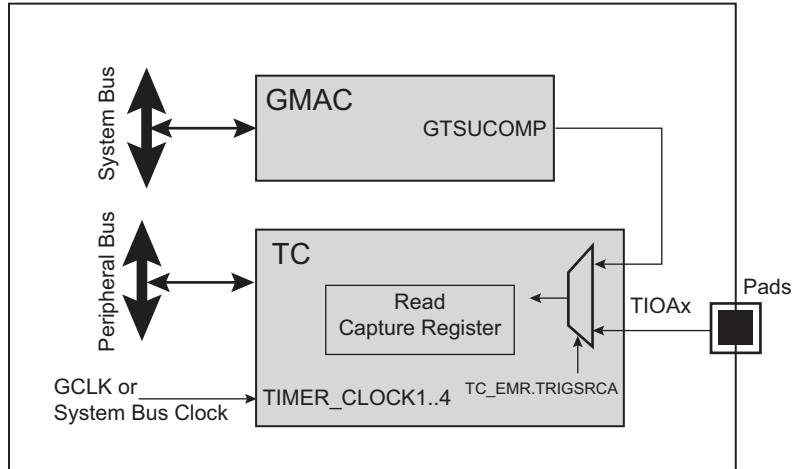 System Bus
GMAC
GTSUCOMP
Peripheral Bus
TC
Read
Capture Register
TIOAx
Pads
TC_EMR.TRIGSRCA
GCLK or
System Bus Clock
TIMER_CLOCK1..4